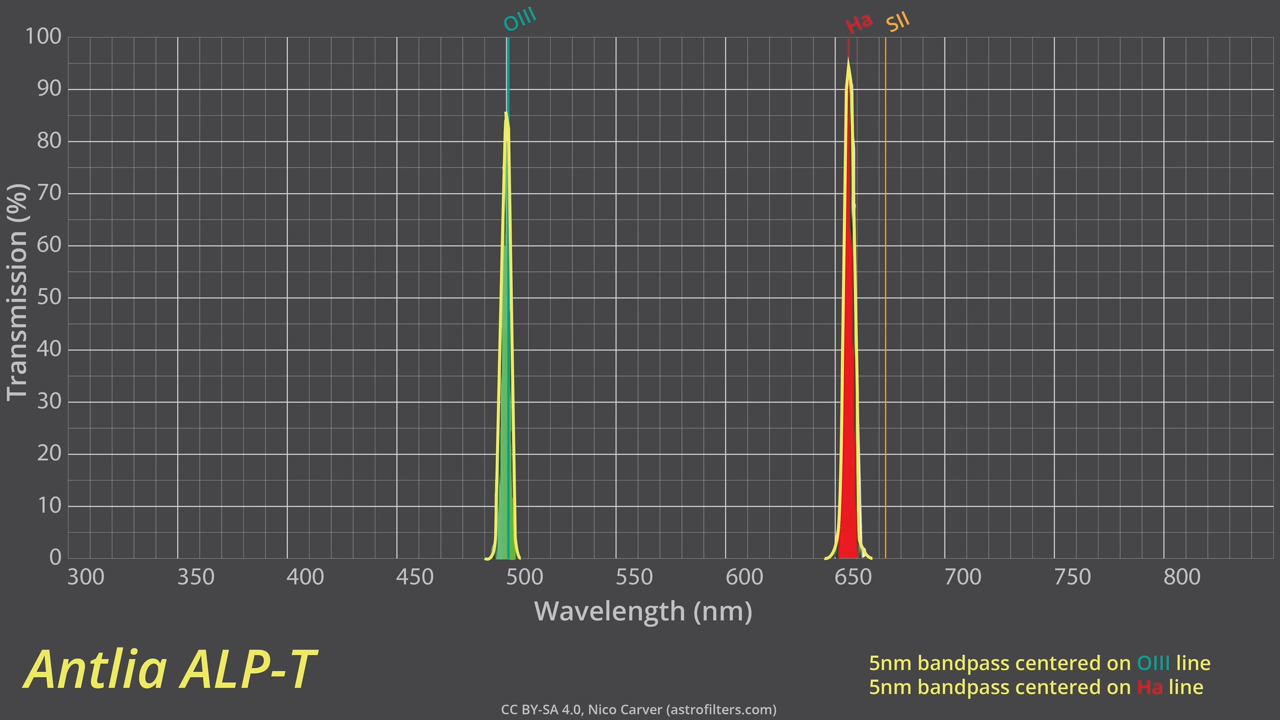 OIII Ha SII
100
90
80
70
60
50
40
30
20
10
0
Transmission (%)
300 350 400 450 500 550 600 650 700 750 800
Wavelength (nm)
Antlia ALP-T
5nm bandpass centered on OIII line
5nm bandpass centered on Ha line
CC BY-SA 4.0, Nico Carver (astrofilters.com)